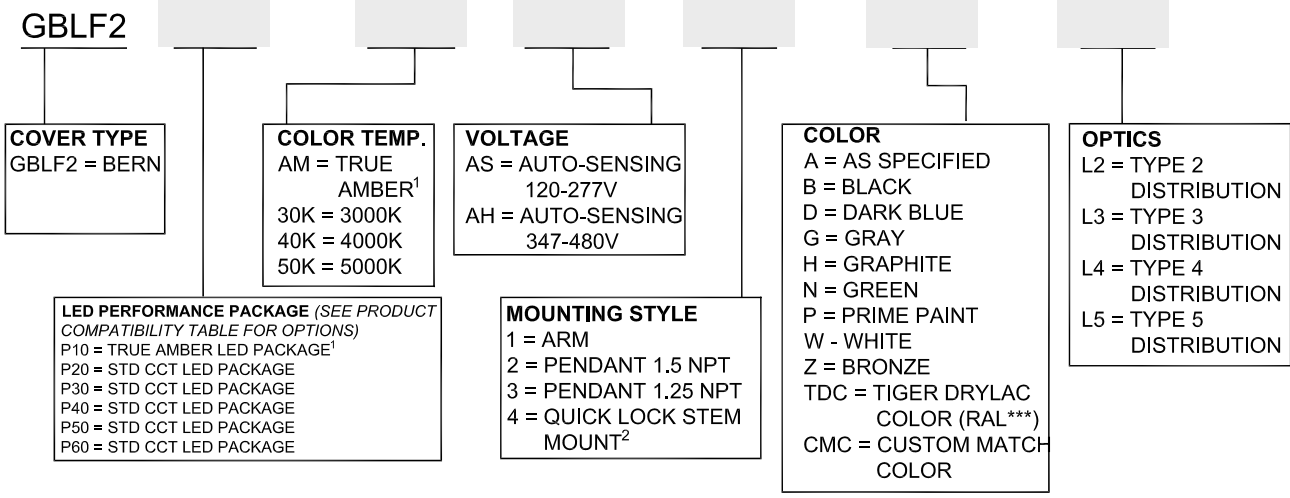 GBLF2
COVER TYPE
GBLF2 = BERN
LED PERFORMANCE PACKAGE (SEE PRODUCT
COMPATIBILITY TABLE FOR OPTIONS)
P10 = TRUE AMBER LED PACKAGE¹
P20 = STD CCT LED PACKAGE
P30 = STD CCT LED PACKAGE
P40 = STD CCT LED PACKAGE
P50 = STD CCT LED PACKAGE
P60 = STD CCT LED PACKAGE
COLOR TEMP.
AM = TRUE
AMBER¹
30K = 3000K
40K = 4000K
50K = 5000K
VOLTAGE
AS = AUTO-SENSING
120-277V
AH = AUTO-SENSING
347-480V
MOUNTING STYLE
1 = ARM
2 = PENDANT 1.5 NPT
3 = PENDANT 1.25 NPT
4 = QUICK LOCK STEM
MOUNT²
COLOR
A = AS SPECIFIED
B = BLACK
D = DARK BLUE
G = GRAY
H = GRAPHITE
N = GREEN
P = PRIME PAINT
W - WHITE
Z = BRONZE
TDC = TIGER DRYLAC
COLOR (RAL***)
CMC = CUSTOM MATCH
COLOR
OPTICS
L2 = TYPE 2
DISTRIBUTION
L3 = TYPE 3
DISTRIBUTION
L4 = TYPE 4
DISTRIBUTION
L5 = TYPE 5
DISTRIBUTION